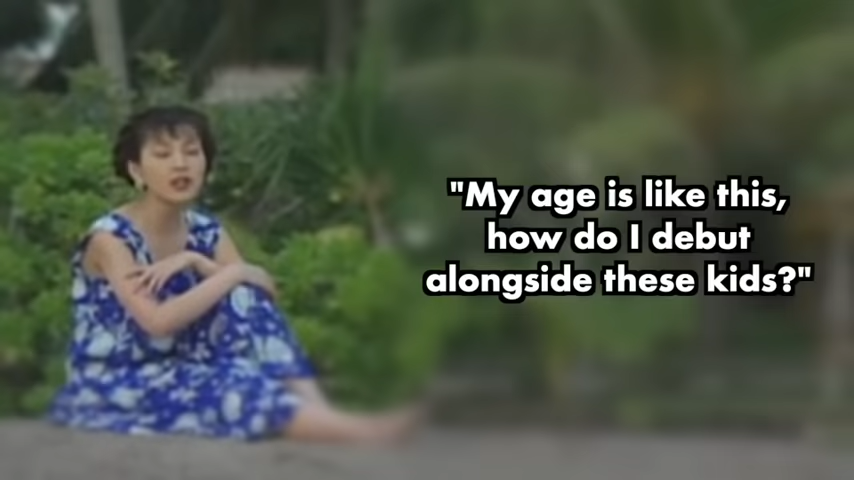 "My age is like this,
how do I debut
alongside these kids?"